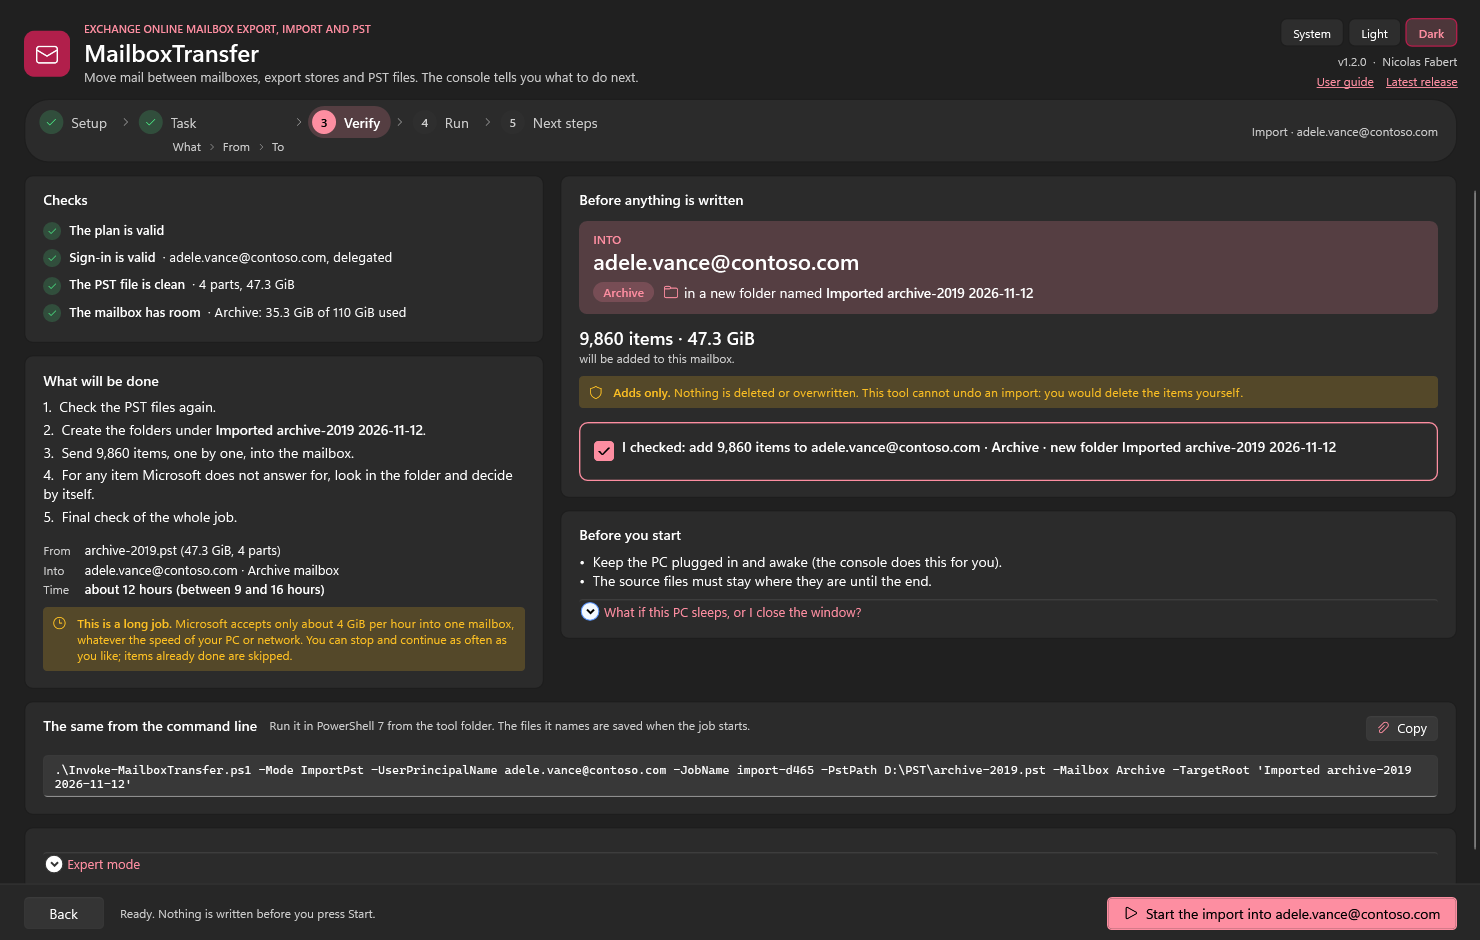 EXCHANGE ONLINE MAILBOX EXPORT, IMPORT AND PST
MailboxTransfer
Move mail between mailboxes, export stores and PST files. The console tells you what to do next.
System
Light
Dark
v1.2.0 · Nicolas Fabert
User guide
Latest release
Setup
Task
3 Verify
4 Run
5 Next steps
What > From > To
Import · adele.vance@contoso.com
Checks
The plan is valid
Sign-in is valid · adele.vance@contoso.com, delegated
The PST file is clean · 4 parts, 47.3 GiB
The mailbox has room · Archive: 35.3 GiB of 110 GiB used
What will be done
1. Check the PST files again.
2. Create the folders under Imported archive-2019 2026-11-12.
3. Send 9,860 items, one by one, into the mailbox.
4. For any item Microsoft does not answer for, look in the folder and decide
by itself.
5. Final check of the whole job.
From archive-2019.pst (47.3 GiB, 4 parts)
Into adele.vance@contoso.com · Archive mailbox
Time about 12 hours (between 9 and 16 hours)
This is a long job. Microsoft accepts only about 4 GiB per hour into one mailbox,
whatever the speed of your PC or network. You can stop and continue as often as
you like; items already done are skipped.
Before anything is written
INTO
adele.vance@contoso.com
Archive in a new folder named Imported archive-2019 2026-11-12
9,860 items · 47.3 GiB
will be added to this mailbox.
Adds only. Nothing is deleted or overwritten. This tool cannot undo an import: you would delete the items yourself.
I checked: add 9,860 items to adele.vance@contoso.com · Archive · new folder Imported archive-2019 2026-11-12
Before you start
• Keep the PC plugged in and awake (the console does this for you).
• The source files must stay where they are until the end.
What if this PC sleeps, or I close the window?
The same from the command line Run it in PowerShell 7 from the tool folder. The files it names are saved when the job starts.
Copy
.\Invoke-MailboxTransfer.ps1 -Mode ImportPst -UserPrincipalName adele.vance@contoso.com -JobName import-d465 -PstPath D:\PST\archive-2019.pst -Mailbox Archive -TargetRoot 'Imported archive-2019
2026-11-12'
Expert mode
Back
Ready. Nothing is written before you press Start.
Start the import into adele.vance@contoso.com